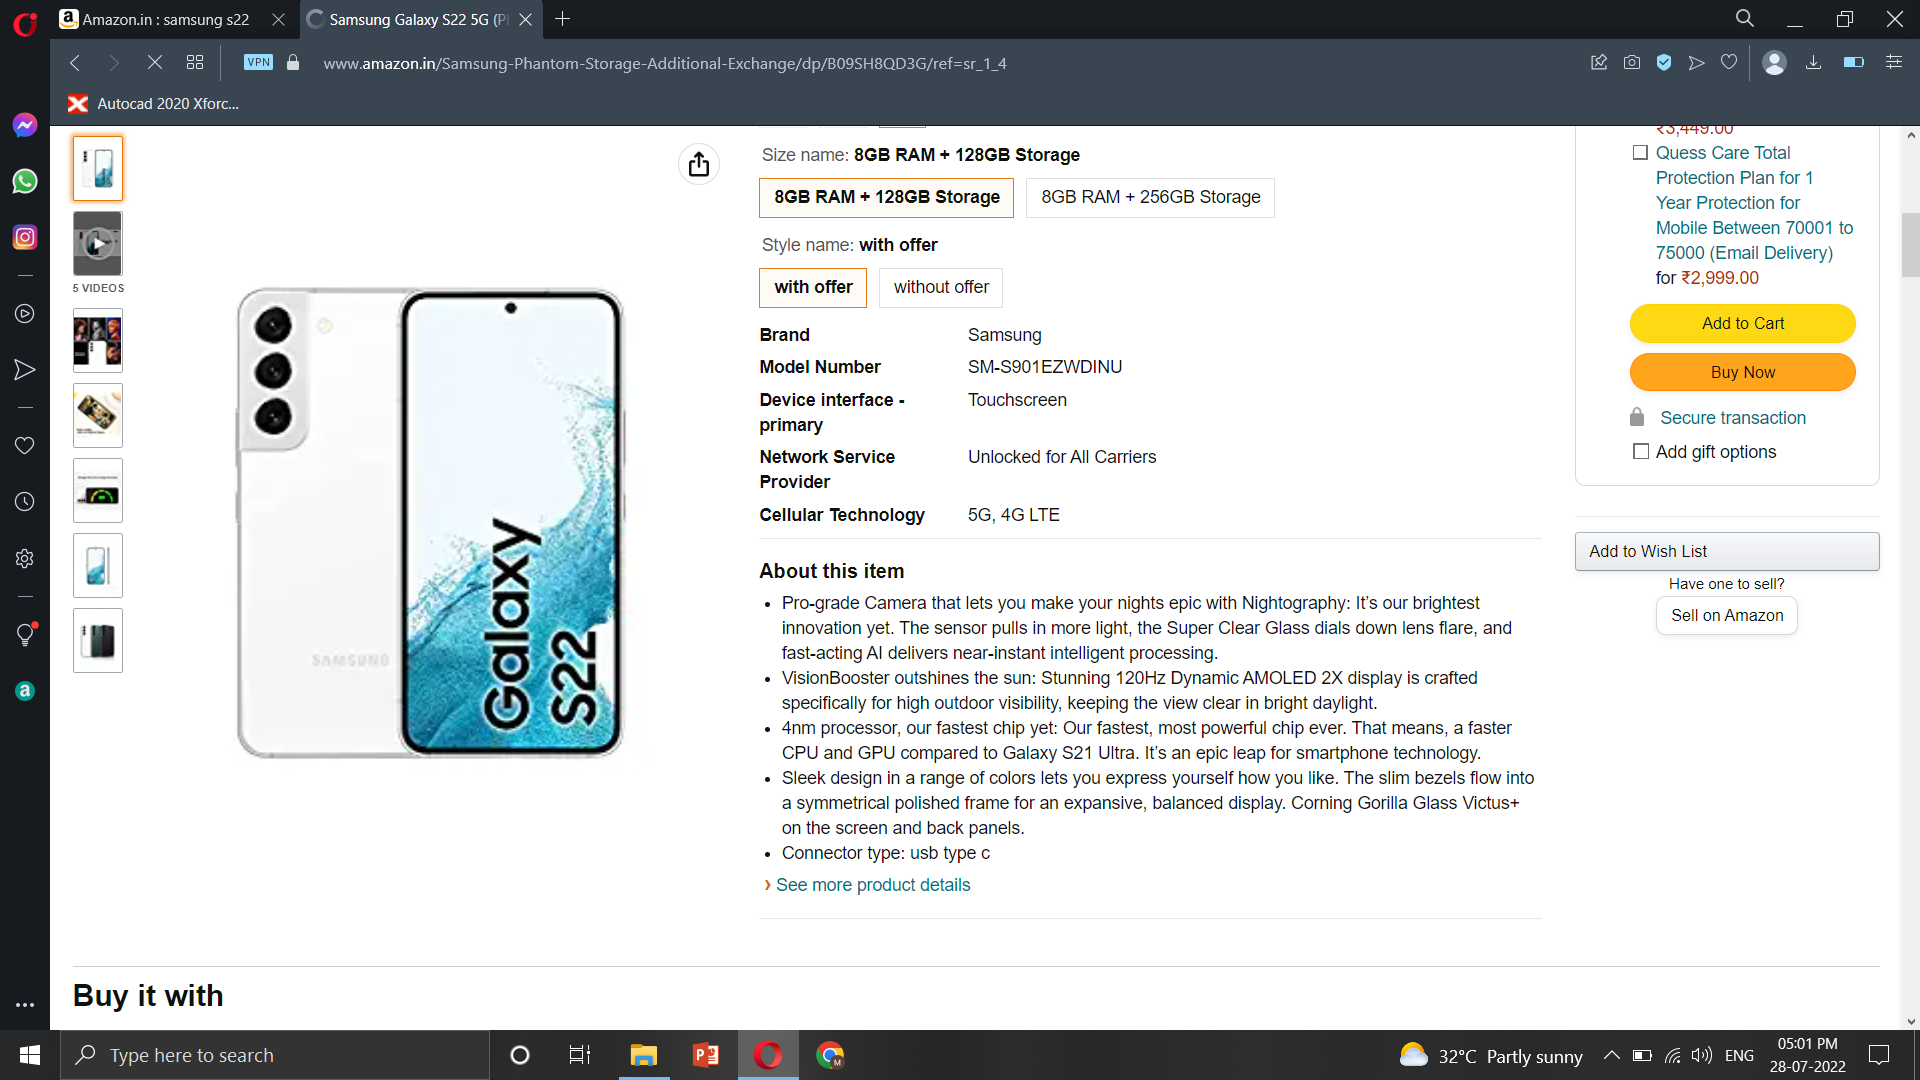 Amazon.in : samsung s22
Samsung Galaxy S22 5G (Pl
VPN
www.amazon.in/Samsung-Phantom-Storage-Additional-Exchange/dp/B09SH8QD3G/ref=sr_1_4
Autocad 2020 Xforc...
5 VIDEOS
SAMSUNG
Galaxy
S22
Size name: 8GB RAM + 128GB Storage
8GB RAM + 128GB Storage
8GB RAM + 256GB Storage
Style name: with offer
with offer
without offer
Brand Samsung
Model Number SM-S901EZWDINU
Device interface - Touchscreen
primary
Network Service Unlocked for All Carriers
Provider
Cellular Technology 5G, 4G LTE
About this item
• Pro-grade Camera that lets you make your nights epic with Nightography: It’s our brightest
innovation yet. The sensor pulls in more light, the Super Clear Glass dials down lens flare, and
fast-acting AI delivers near-instant intelligent processing.
• VisionBooster outshines the sun: Stunning 120Hz Dynamic AMOLED 2X display is crafted
specifically for high outdoor visibility, keeping the view clear in bright daylight.
• 4nm processor, our fastest chip yet: Our fastest, most powerful chip ever. That means, a faster
CPU and GPU compared to Galaxy S21 Ultra. It’s an epic leap for smartphone technology.
• Sleek design in a range of colors lets you express yourself how you like. The slim bezels flow into
a symmetrical polished frame for an expansive, balanced display. Corning Gorilla Glass Victus+
on the screen and back panels.
• Connector type: usb type c
› See more product details
₹3,449.00
Quess Care Total
Protection Plan for 1
Year Protection for
Mobile Between 70001 to
75000 (Email Delivery)
for ₹2,999.00
Add to Cart
Buy Now
Secure transaction
Add gift options
Add to Wish List
Have one to sell?
Sell on Amazon
Buy it with
Type here to search
32°C Partly sunny
ENG
05:01 PM
28-07-2022